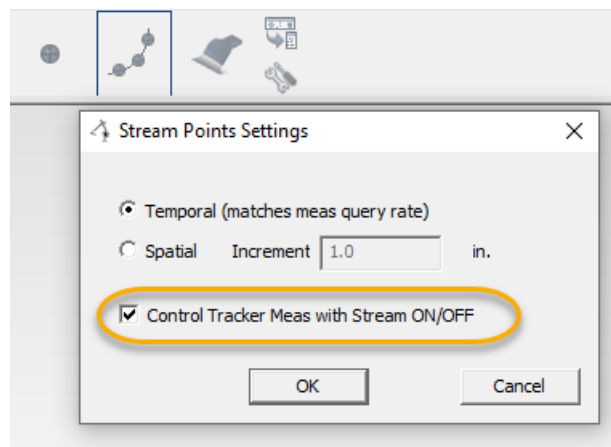 Stream Points Settings
Temporal (matches meas query rate)
Spatial Increment 1.0 in.
Control Tracker Meas with Stream ON/OFF
OK Cancel